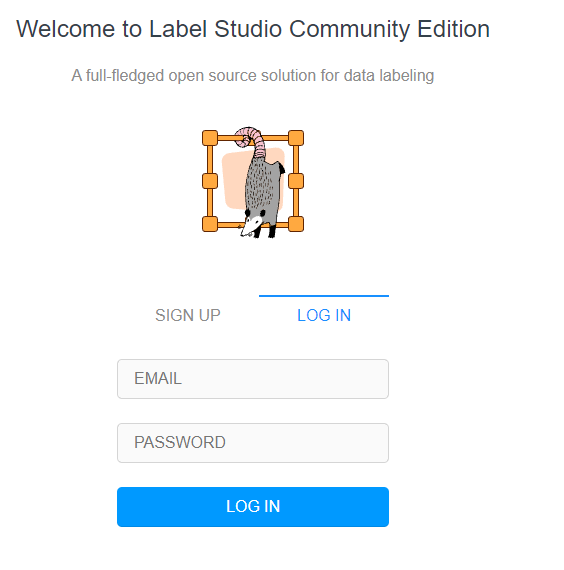 Welcome to Label Studio Community Edition
A full-fledged open source solution for data labeling
SIGN UP LOG IN
EMAIL
PASSWORD
LOG IN